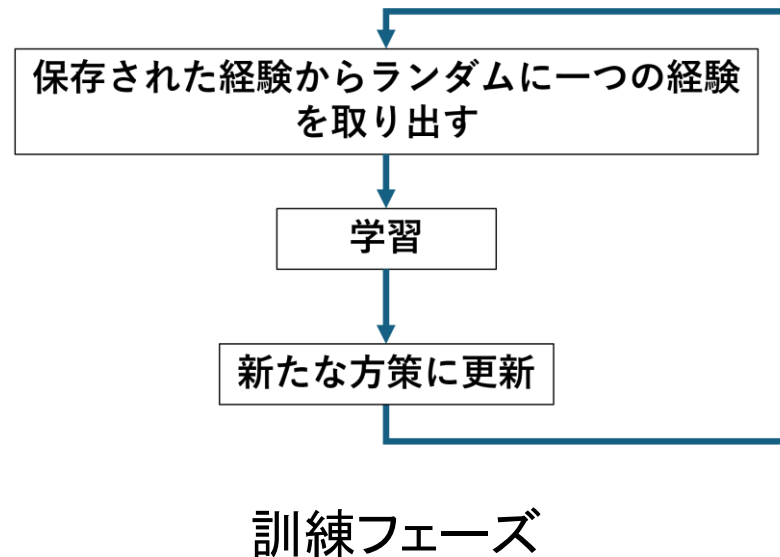 保存された経験からランダムに一つの経験
を取り出す
学習
新たな方策に更新
訓練フェーズ